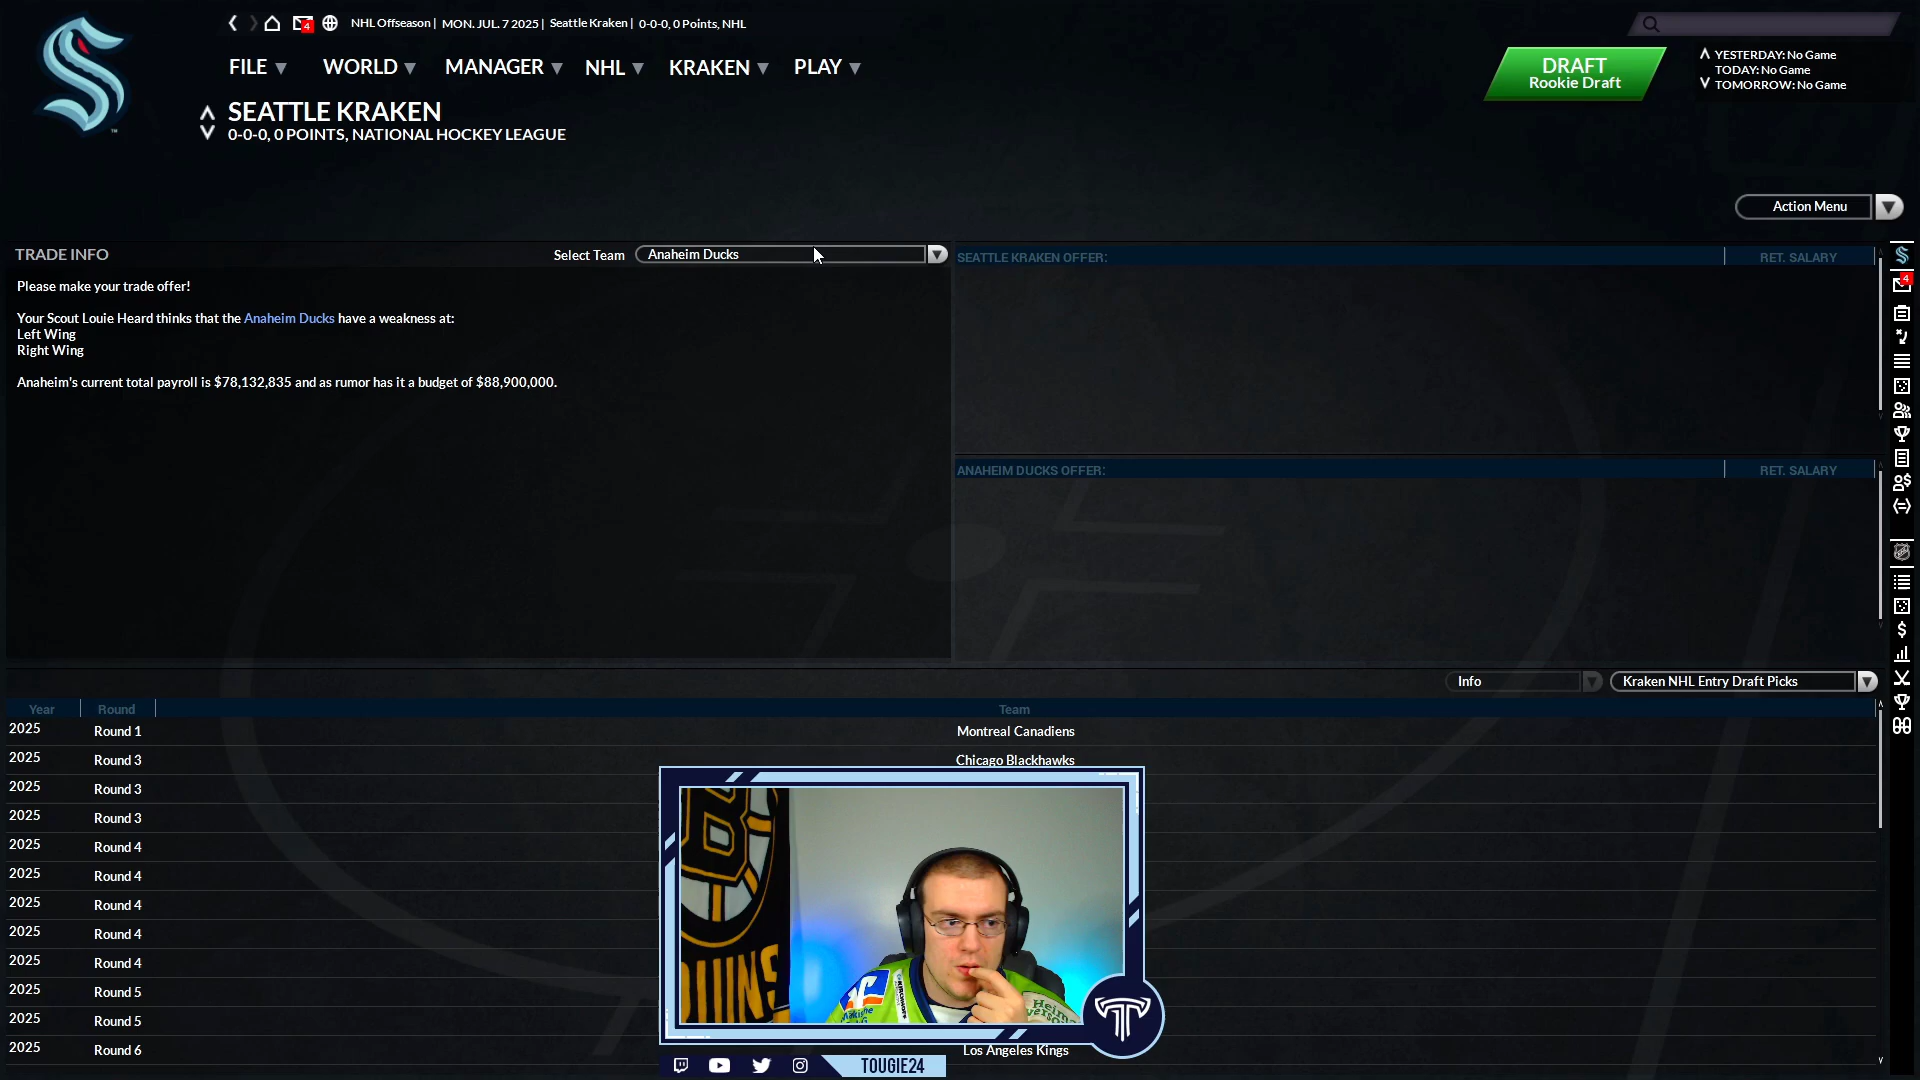 NHL Offseason | MON. JUL. 7 2025 | Seattle Kraken | 0-0-0, 0 Points, NHL
4
FILE WORLD MANAGER NHL KRAKEN PLAY
DRAFT
Rookie Draft
YESTERDAY: No Game
TODAY: No Game
TOMORROW: No Game
SEATTLE KRAKEN
0-0-0, 0 POINTS, NATIONAL HOCKEY LEAGUE
Action Menu
TRADE INFO
Select Team Anaheim Ducks
SEATTLE KRAKEN OFFER: RET. SALARY
4
Please make your trade offer!
Your Scout Louie Heard thinks that the Anaheim Ducks have a weakness at:
Left Wing
Right Wing
Anaheim's current total payroll is $78,132,835 and as rumor has it a budget of $88,900,000.
ANAHEIM DUCKS OFFER: RET. SALARY
Info Kraken NHL Entry Draft Picks
Year Round Team
2025 Round 1 Montreal Canadiens
2025 Round 3 Chicago Blackhawks
2025 Round 3
2025 Round 3
2025 Round 4
2025 Round 4
2025 Round 4
2025 Round 4
2025 Round 4
2025 Round 5
2025 Round 5
2025 Round 6 Los Angeles Kings
B
UINS
Heim
TOUGIE24